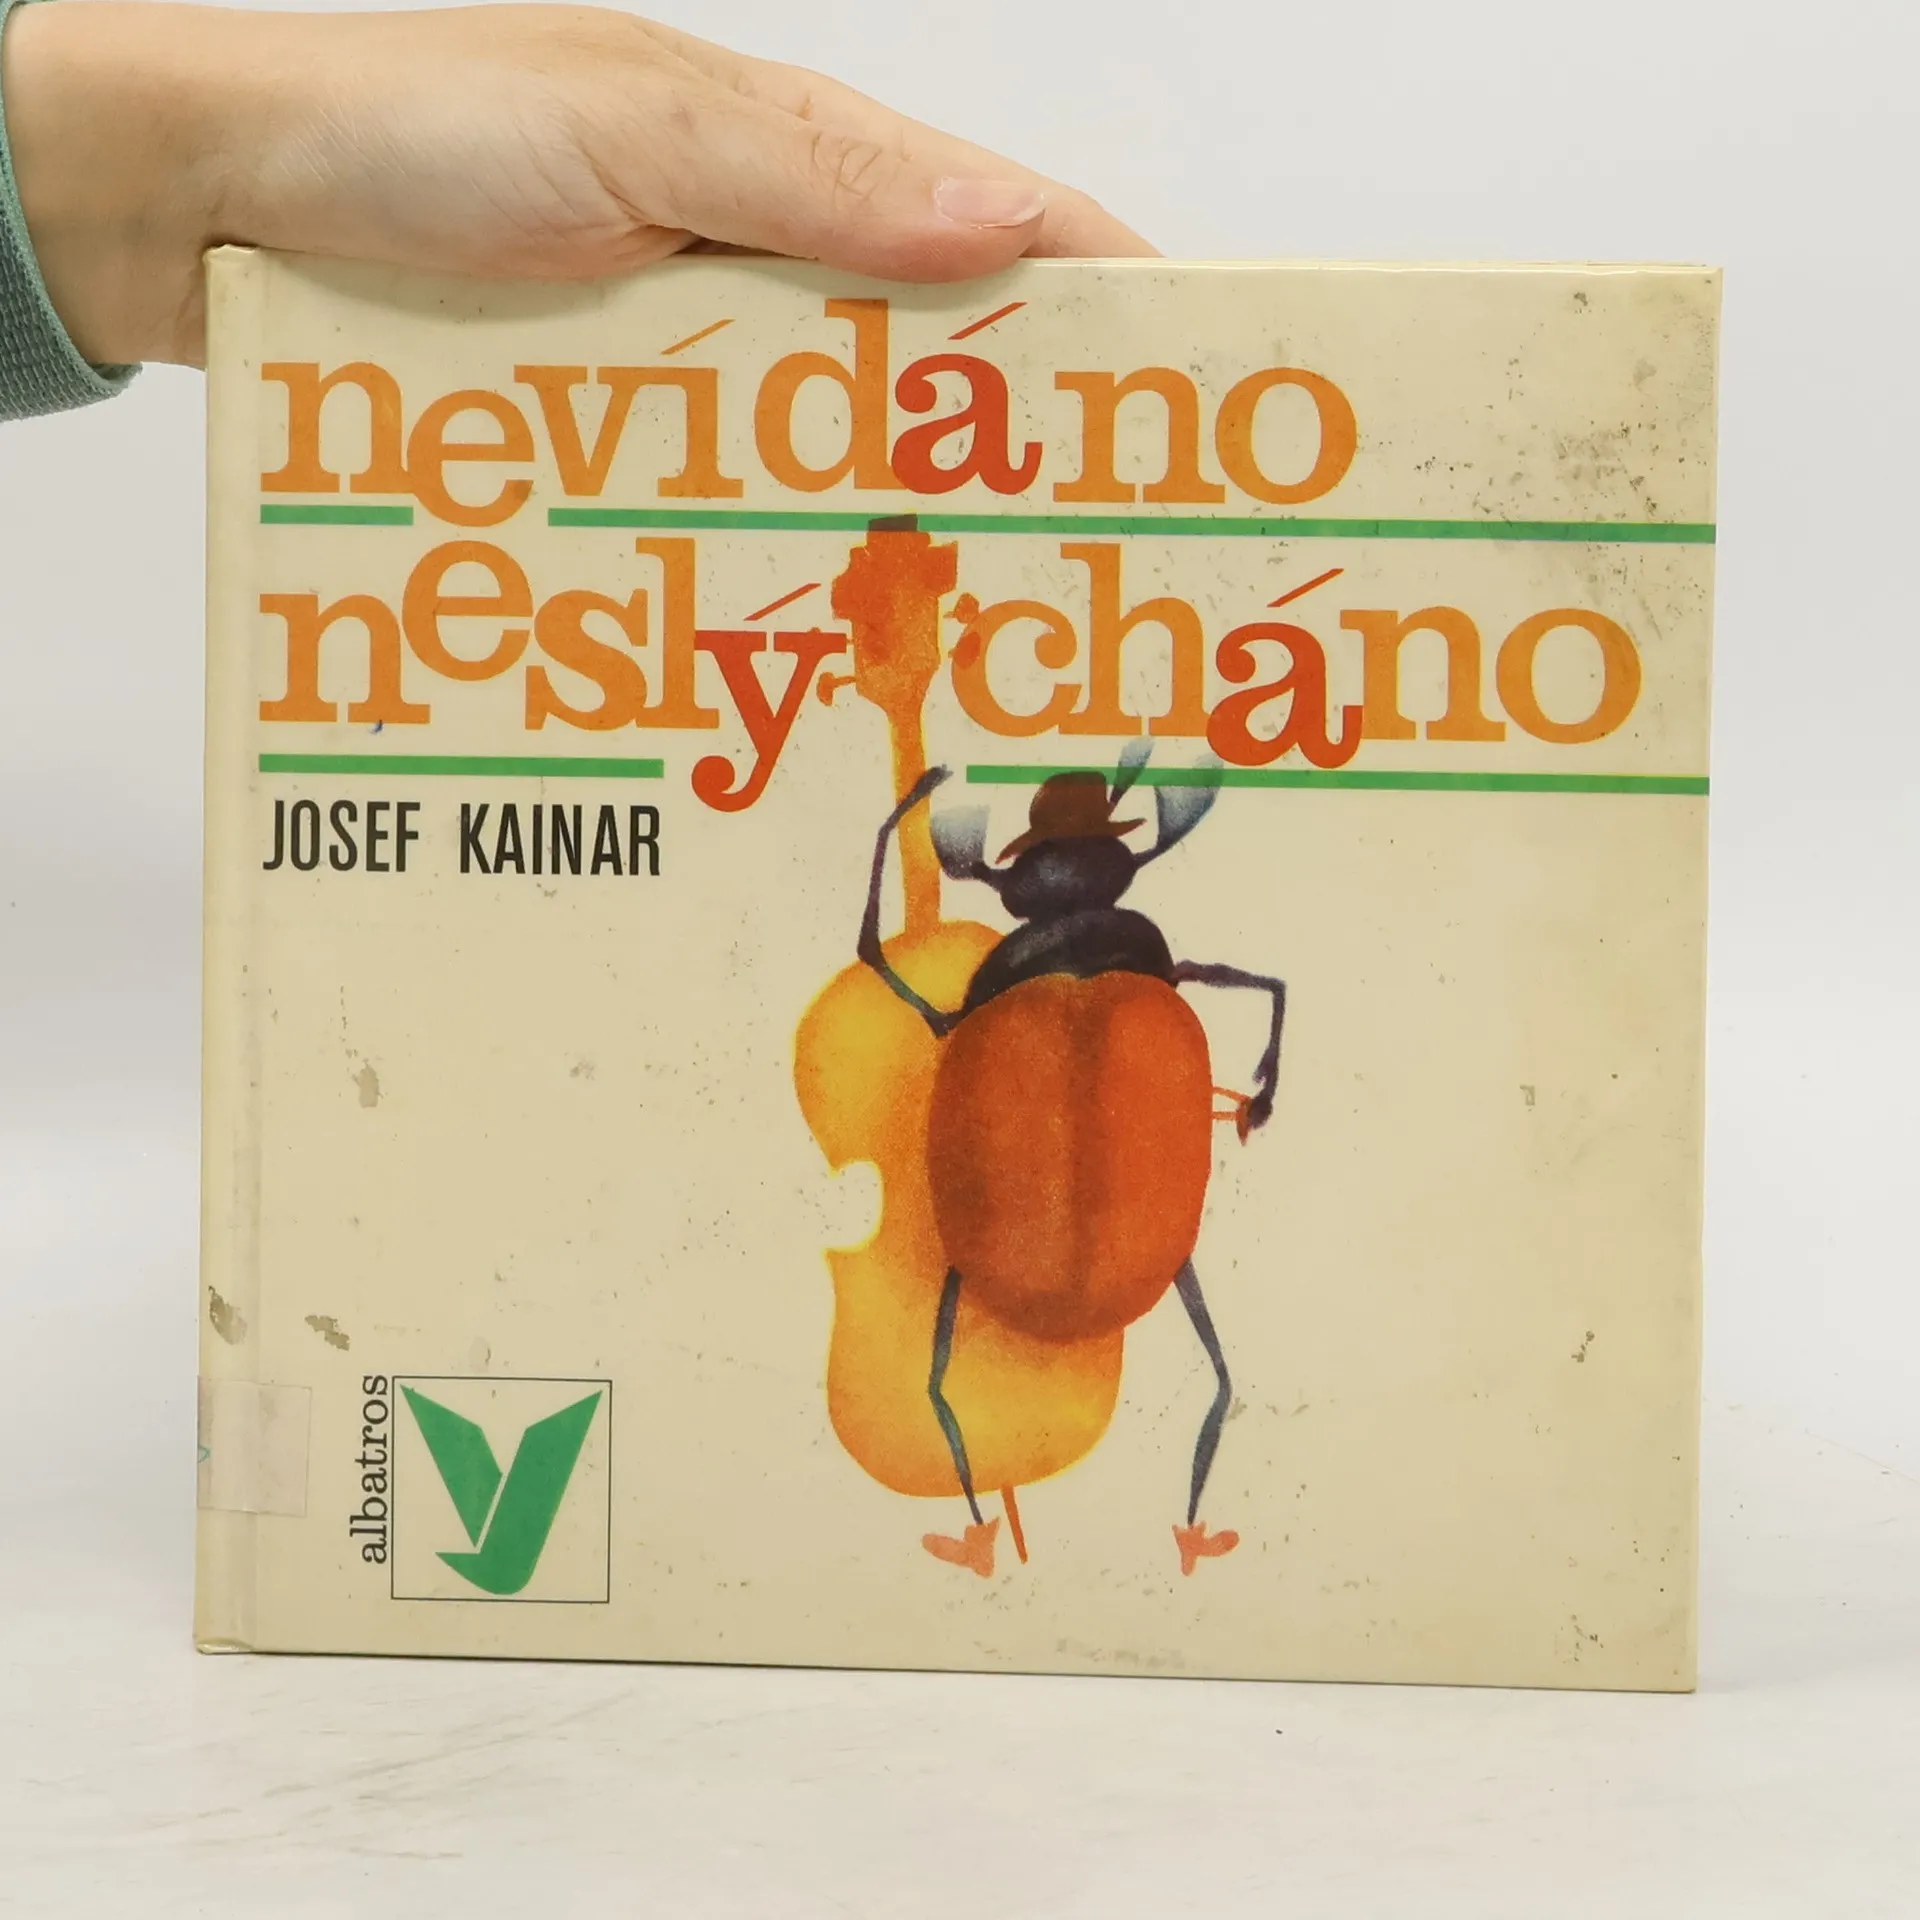 nevídáno
neslýcháno
JOSEF KAINAR
albatros